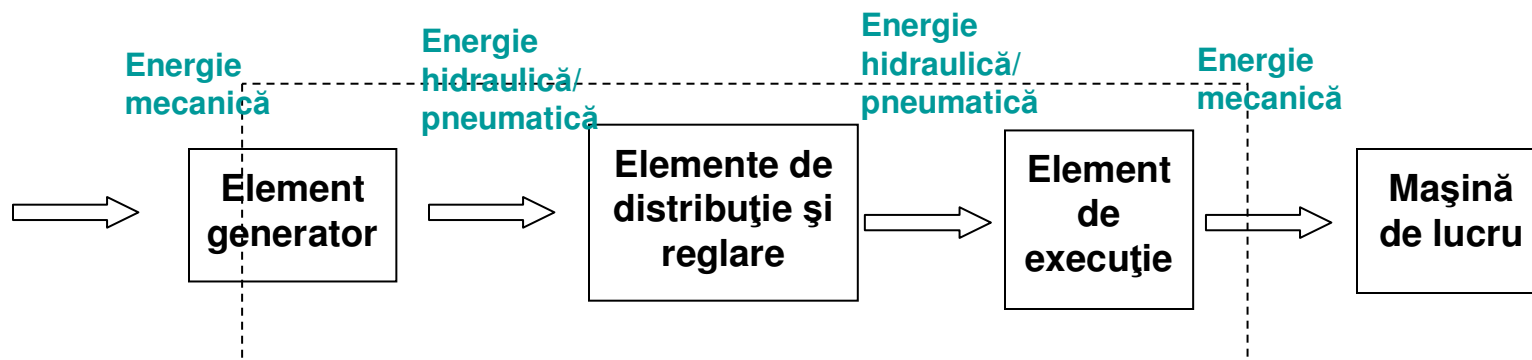 Energie
mecanică
Energie
hidraulică/
pneumatică
Energie
hidraulică/
pneumatică
Energie
mecanică
Element
generator
Elemente de
distribuţie şi
reglare
Element
de
execuţie
Maşină
de lucru